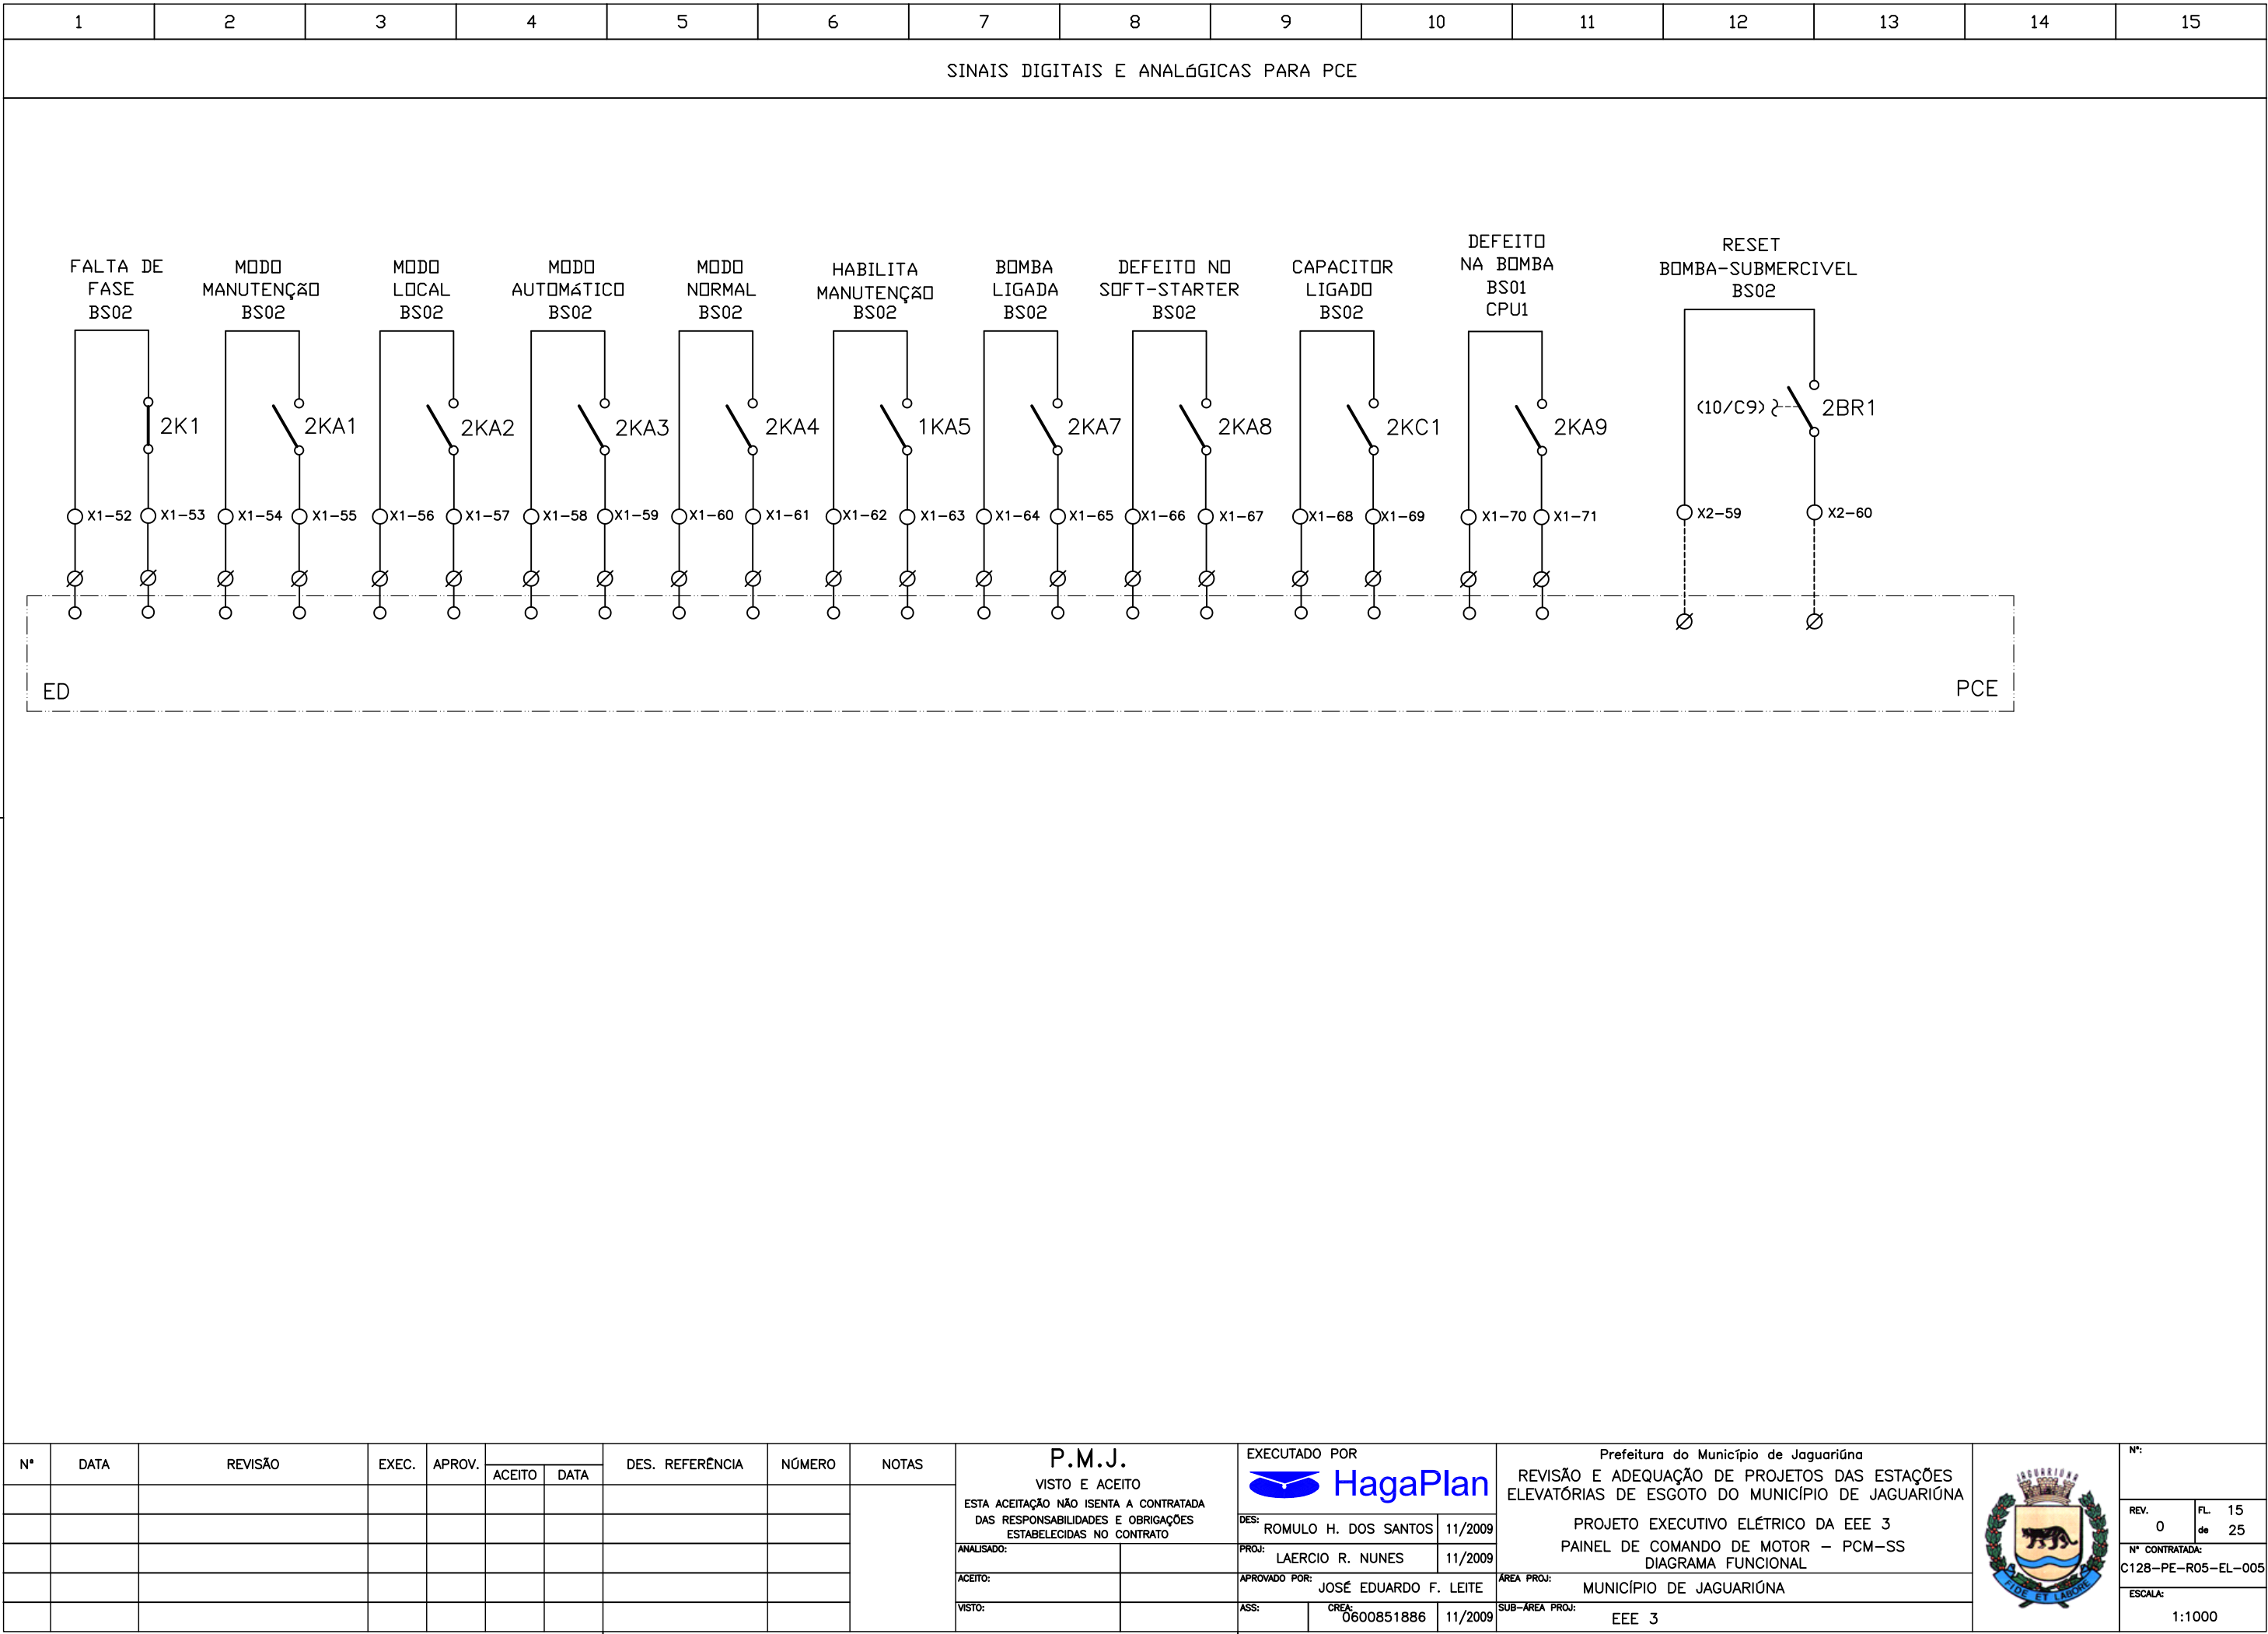 1 2 3 4 5 6 7 8 9 10 11 12 13 14 15
SINAIS DIGITAIS E ANALóGICAS PARA PCE
FALTA DE
FASE
BS02
MODO
MANUTENÇãO
BS02
MODO
LOCAL
BS02
MODO
AUTOMáTICO
BS02
MODO
NORMAL
BS02
HABILITA
MANUTENÇãO
BS02
BOMBA
LIGADA
BS02
DEFEITO NO
SOFT-STARTER
BS02
CAPACITOR
LIGADO
BS02
DEFEITO
NA BOMBA
BS01
CPU1
RESET
BOMBA-SUBMERCIVEL
BS02
2K1 2KA1 2KA2 2KA3 2KA4 1KA5 2KA7 2KA8 2KC1 2KA9 (10/C9) 2BR1
X1-52 X1-53 X1-54 X1-55 X1-56 X1-57 X1-58 X1-59 X1-60 X1-61 X1-62 X1-63 X1-64 X1-65 X1-66 X1-67 X1-68 X1-69 X1-70 X1-71 X2-59 X2-60
ED PCE
Nº DATA REVISÃO EXEC. APROV. ACEITO DATA DES. REFERÊNCIA NÚMERO NOTAS
P.M.J.
VISTO E ACEITO
ESTA ACEITAÇÃO NÃO ISENTA A CONTRATADA
DAS RESPONSABILIDADES E OBRIGAÇÕES
ESTABELECIDAS NO CONTRATO
ANALISADO:
ACEITO:
VISTO:
EXECUTADO POR
HagaPlan
DES: ROMULO H. DOS SANTOS 11/2009
PROJ: LAERCIO R. NUNES 11/2009
APROVADO POR: JOSÉ EDUARDO F. LEITE
ASS: CREA: 0600851886 11/2009
Prefeitura do Município de Jaguariúna
REVISÃO E ADEQUAÇÃO DE PROJETOS DAS ESTAÇÕES
ELEVATÓRIAS DE ESGOTO DO MUNICÍPIO DE JAGUARIÚNA
PROJETO EXECUTIVO ELÉTRICO DA EEE 3
PAINEL DE COMANDO DE MOTOR - PCM-SS
DIAGRAMA FUNCIONAL
ÁREA PROJ: MUNICÍPIO DE JAGUARIÚNA
SUB-ÁREA PROJ: EEE 3
JAGUARIÚNA
FIDE ET LABORE
Nº:
REV. 0
FL. 15
de 25
Nº CONTRATADA:
C128-PE-R05-EL-005
ESCALA:
1:1000